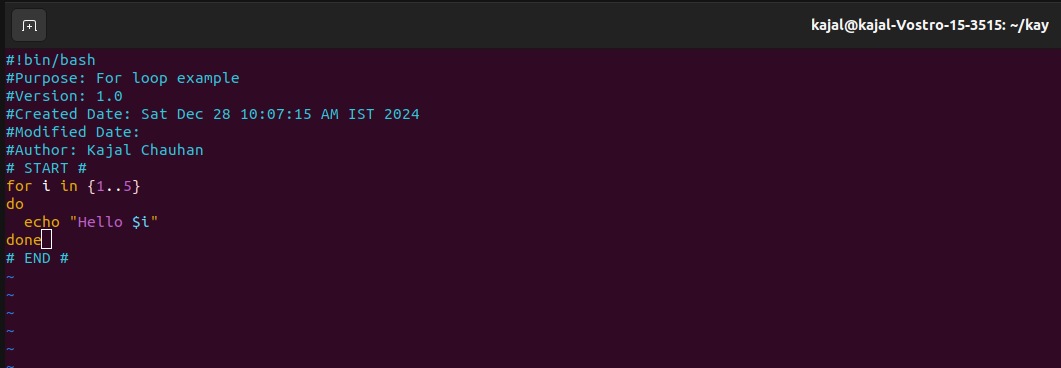 kajal@kajal-Vostro-15-3515: ~/kay
#!bin/bash
#Purpose: For loop example
#Version: 1.0
#Created Date: Sat Dec 28 10:07:15 AM IST 2024
#Modified Date:
#Author: Kajal Chauhan
# START #
for i in {1..5}
do
  echo "Hello $i"
done
# END #
~
~
~
~
~
~